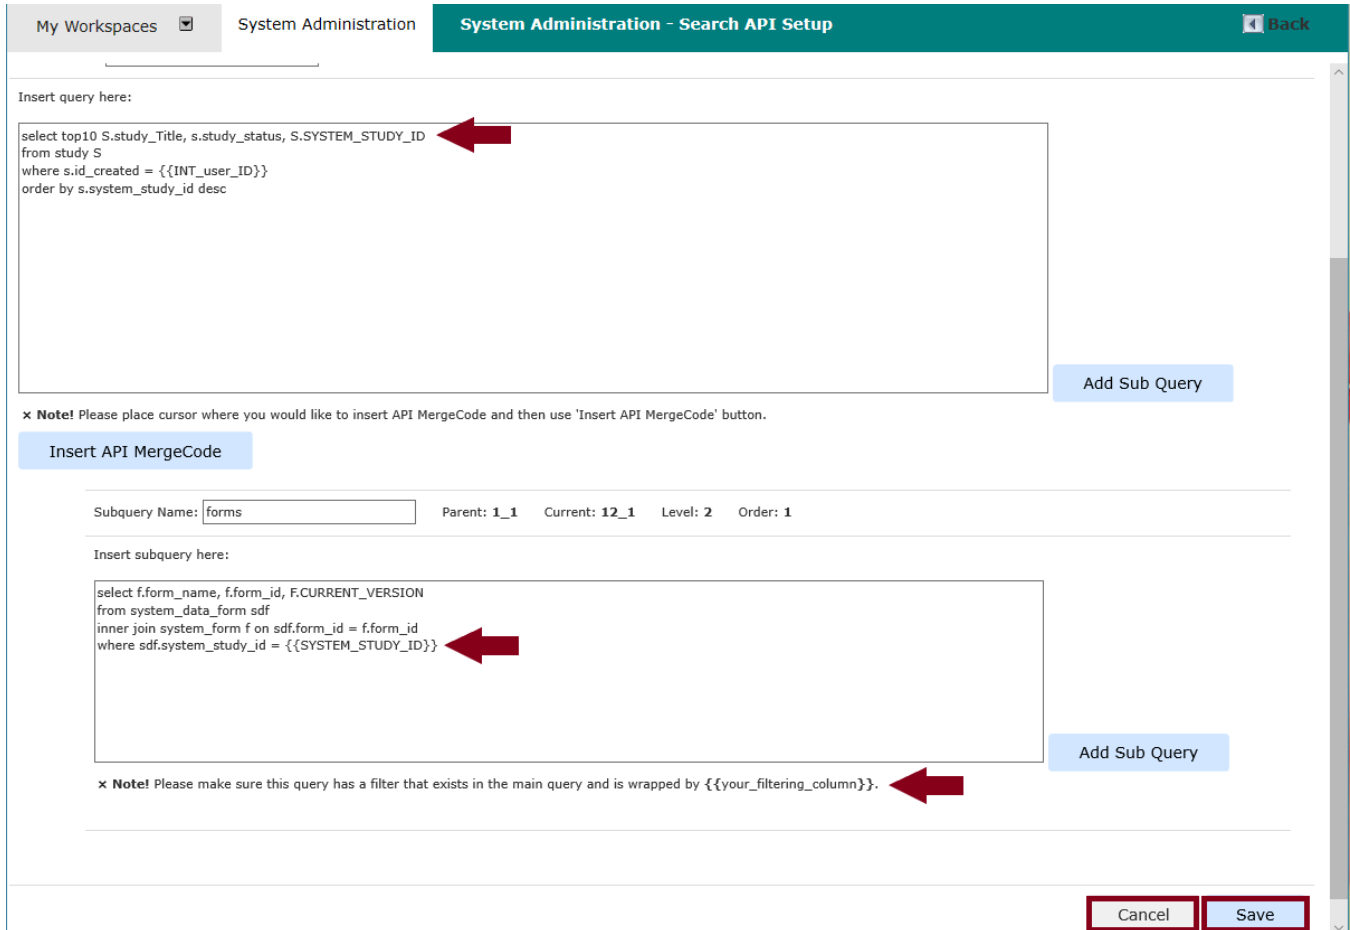 My Workspaces
System Administration
System Administration - Search API Setup
Back
Insert query here:
select top10 S.study_Title, s.study_status, S.SYSTEM_STUDY_ID
from study S
where s.id_created = {{INT_user_ID}}
order by s.system_study_id desc
Add Sub Query
× Note! Please place cursor where you would like to insert API MergeCode and then use 'Insert API MergeCode' button.
Insert API MergeCode
Subquery Name: forms Parent: 1_1 Current: 12_1 Level: 2 Order: 1
Insert subquery here:
select f.form_name, f.form_id, F.CURRENT_VERSION
from system_data_form sdf
inner join system_form f on sdf.form_id = f.form_id
where sdf.system_study_id = {{SYSTEM_STUDY_ID}}
Add Sub Query
× Note! Please make sure this query has a filter that exists in the main query and is wrapped by {{your_filtering_column}}.
Cancel
Save